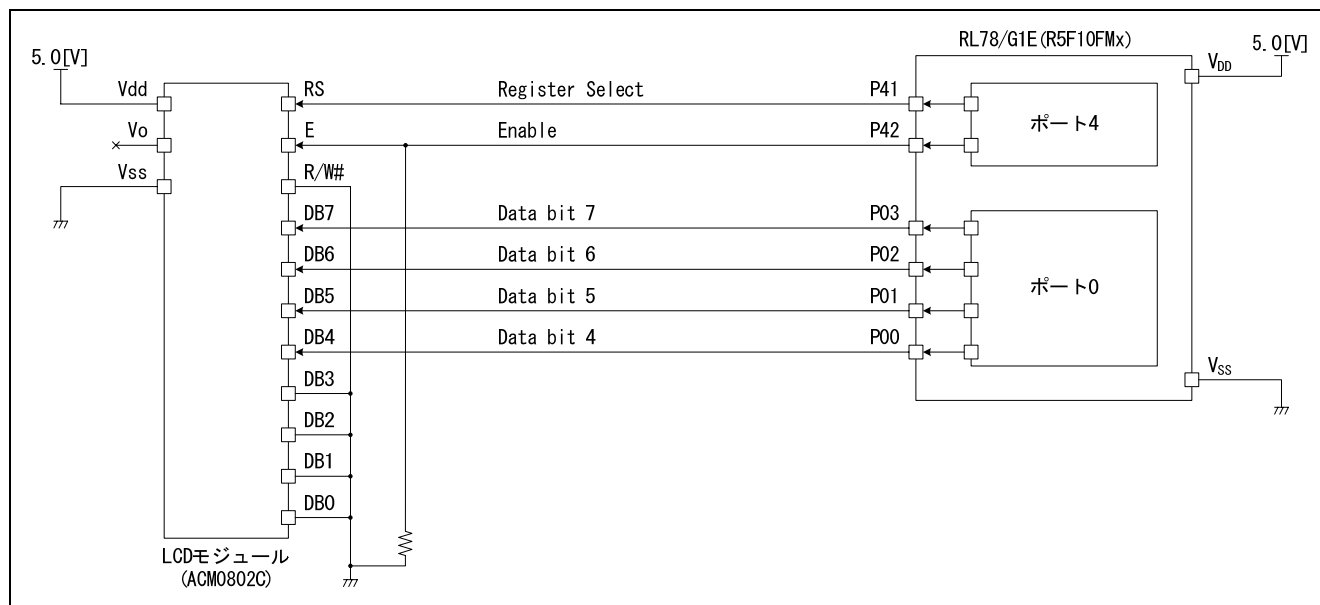 RL78/G1E(R5F10FMx)
5.0[V]
5.0[V]
Vdd
Vo
Vss
RS
E
R/W#
DB7
DB6
DB5
DB4
DB3
DB2
DB1
DB0
Register Select
Enable
Data bit 7
Data bit 6
Data bit 5
Data bit 4
P41
P42
P03
P02
P01
P00
ポート4
ポート0
VDD
VSS
LCDモジュール
(ACM0802C)